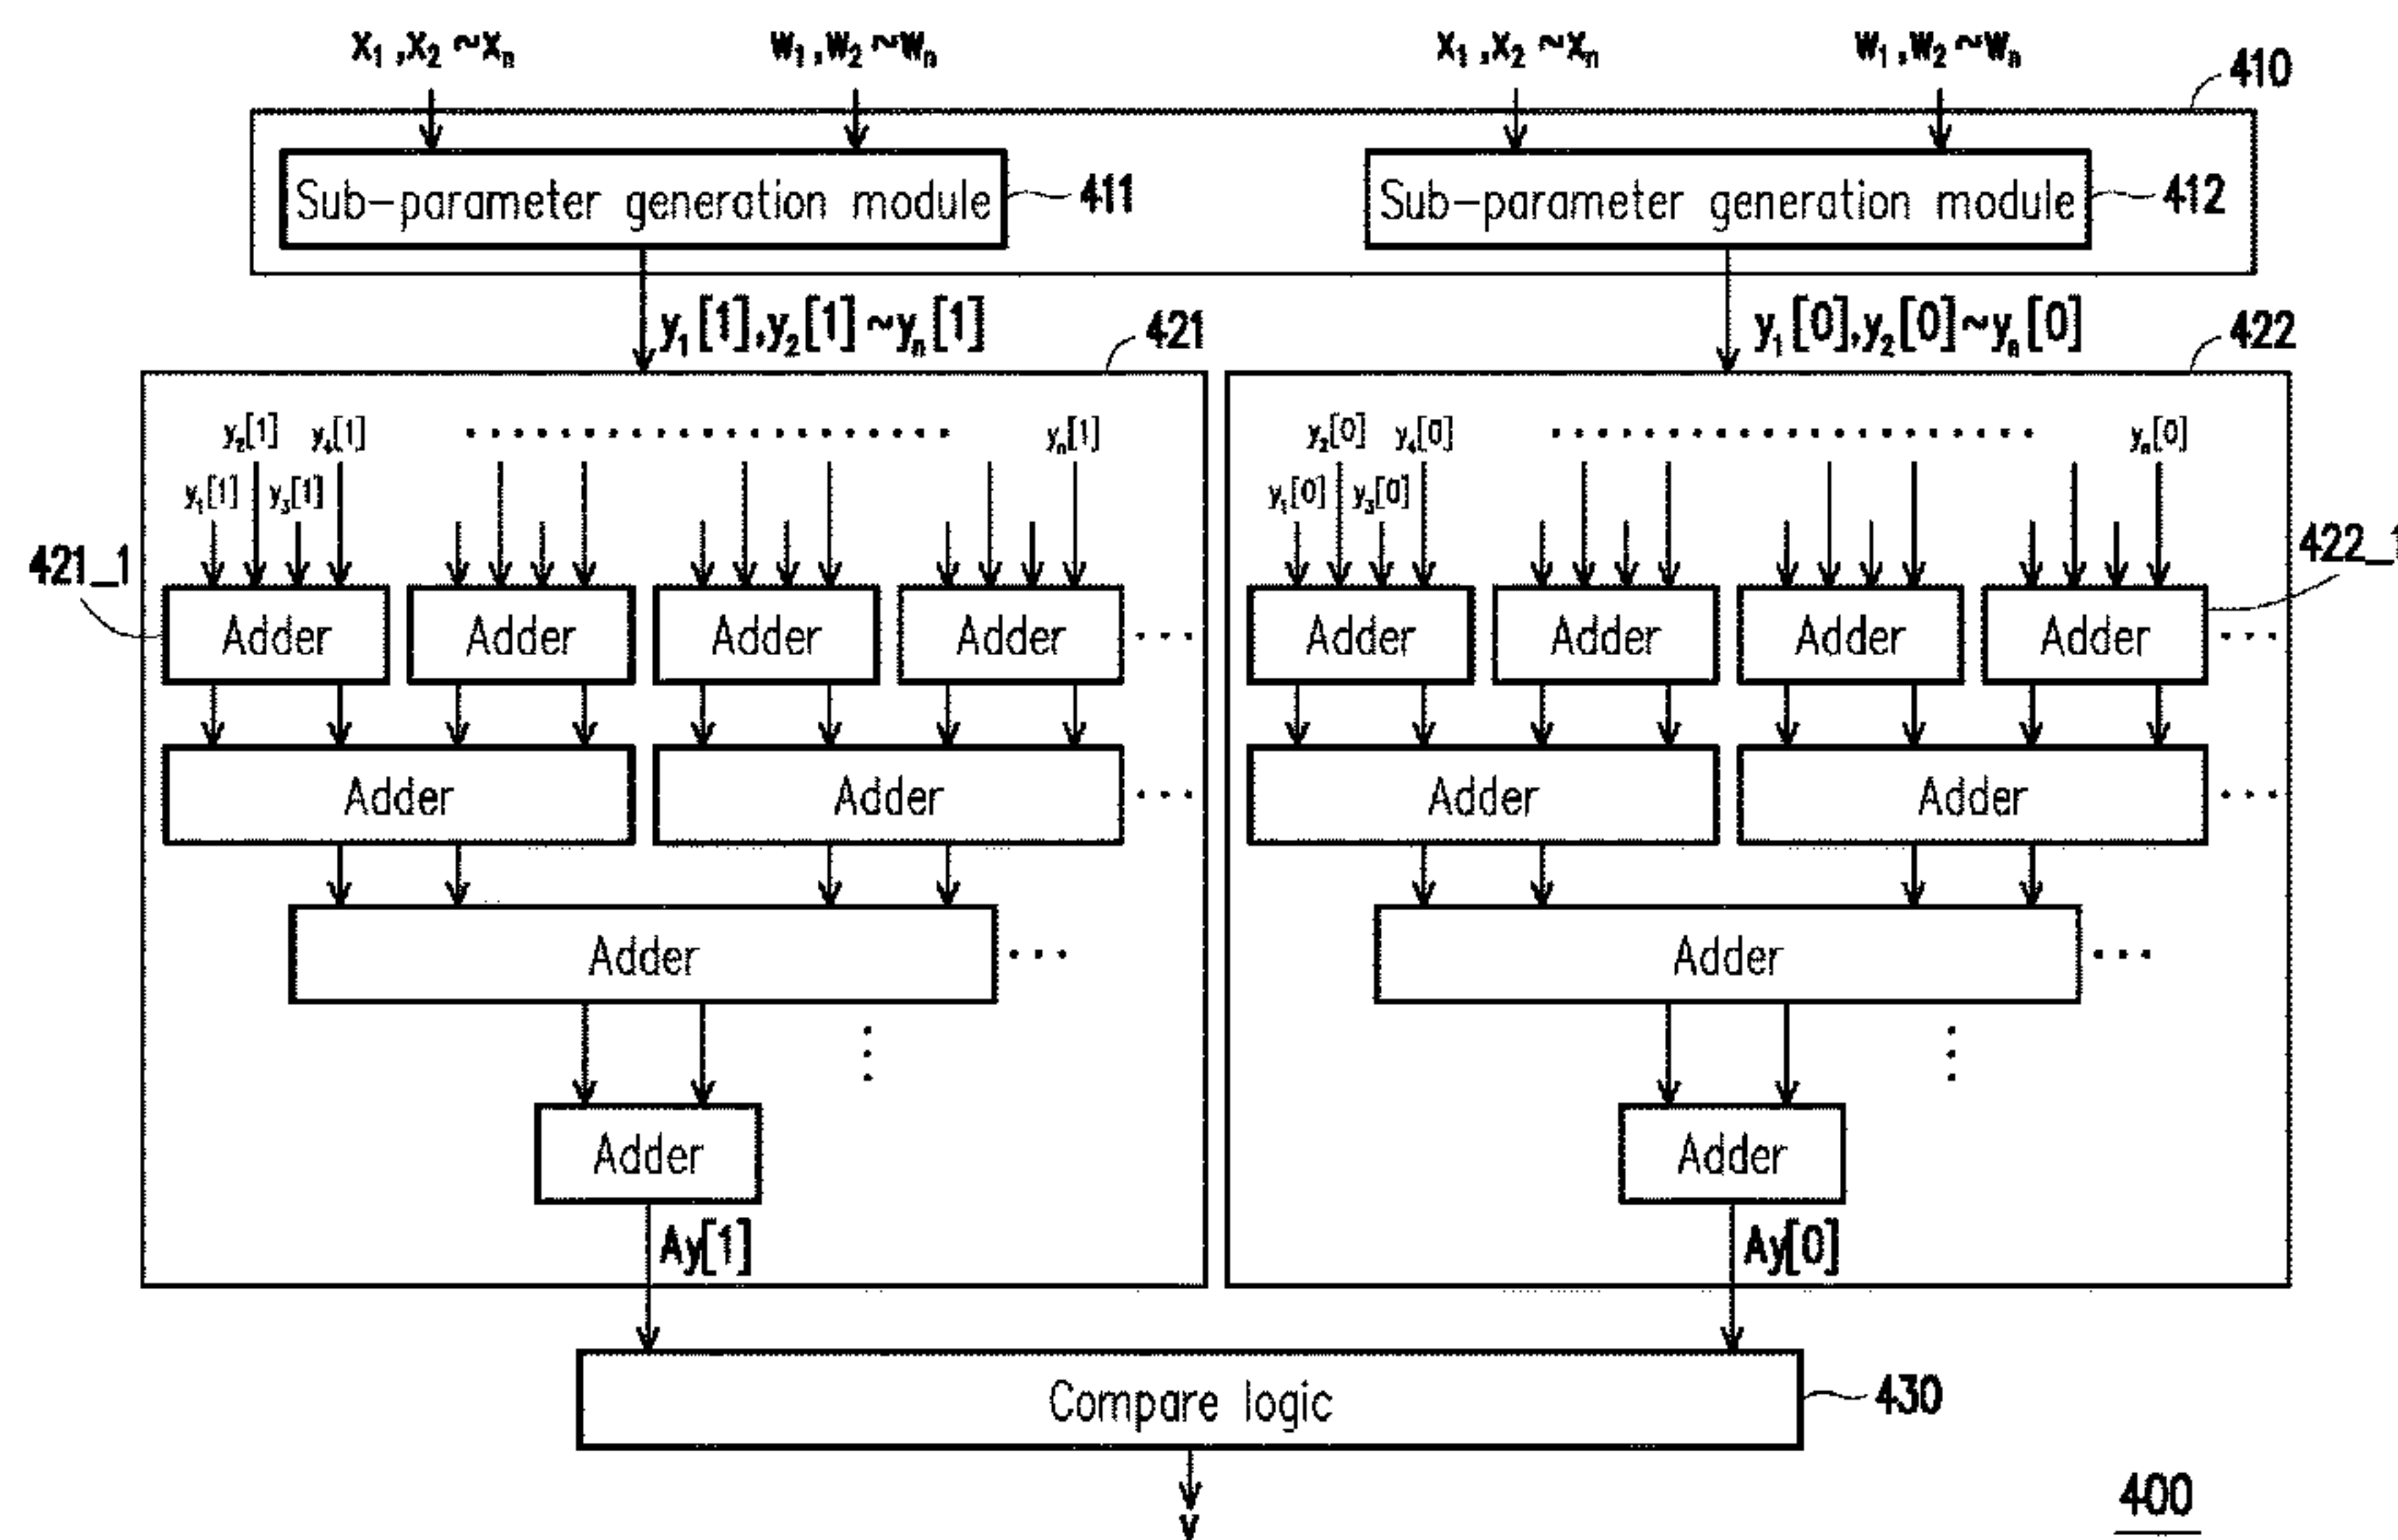 x₁,x₂~xₙ w₁,w₂~wₙ x₁,x₂~xₙ w₁,w₂~wₙ
410
Sub-parameter generation module 411 Sub-parameter generation module 412
y₁[1],y₂[1]~yₙ[1] 421 y₁[0],y₂[0]~yₙ[0] 422
y₂[1] y₄[1] .................... yₙ[1] y₂[0] y₄[0] .................... yₙ[0]
y₁[1] y₃[1] y₁[0] y₃[0]
421_1 422_1
Adder Adder Adder Adder ... Adder Adder Adder Adder ...
Adder Adder ... Adder Adder ...
Adder ... Adder ...
Adder Adder
Ay[1] Ay[0]
Compare logic 430
y
400